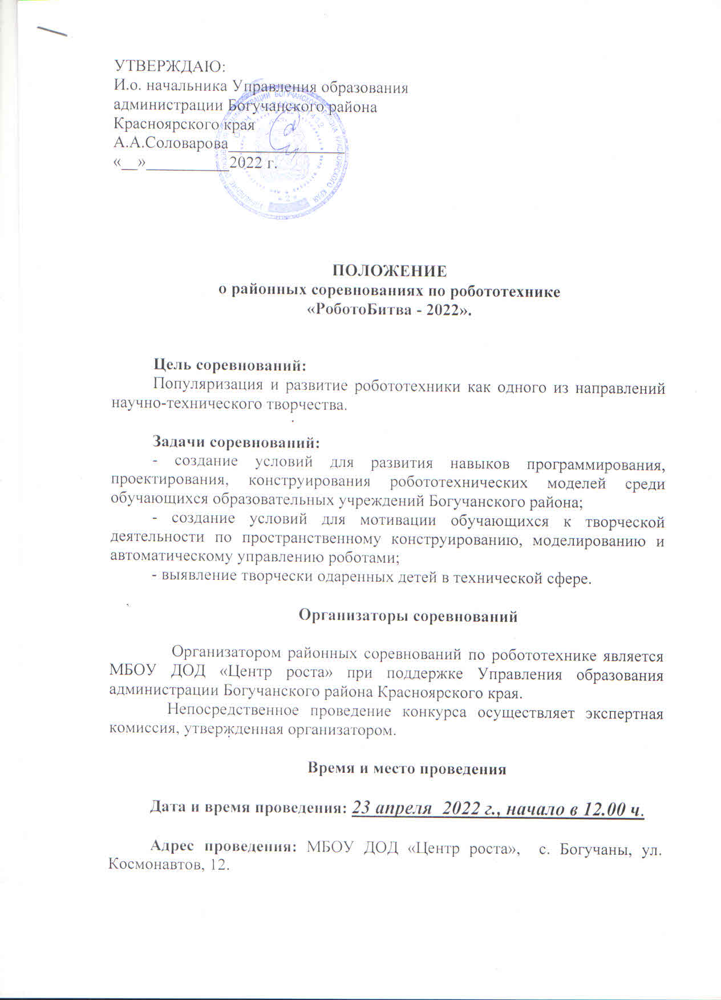 УТВЕРЖДАЮ:
И.о. начальника Управления образования
администрации Богучанского района
Красноярского края
А.А.Соловарова______________
«__»__________2022 г.
ПОЛОЖЕНИЕ
о районных соревнованиях по робототехнике
«РоботоБитва - 2022».
Цель соревнований:
Популяризация и развитие робототехники как одного из направлений
научно-технического творчества.
Задачи соревнований:
- создание условий для развития навыков программирования,
проектирования, конструирования робототехнических моделей среди
обучающихся образовательных учреждений Богучанского района;
- создание условий для мотивации обучающихся к творческой
деятельности по пространственному конструированию, моделированию и
автоматическому управлению роботами;
- выявление творчески одаренных детей в технической сфере.
Организаторы соревнований
Организатором районных соревнований по робототехнике является
МБОУ ДОД «Центр роста» при поддержке Управления образования
администрации Богучанского района Красноярского края.
Непосредственное проведение конкурса осуществляет экспертная
комиссия, утвержденная организатором.
Время и место проведения
Дата и время проведения: 23 апреля 2022 г., начало в 12.00 ч.
Адрес проведения: МБОУ ДОД «Центр роста», с. Богучаны, ул.
Космонавтов, 12.